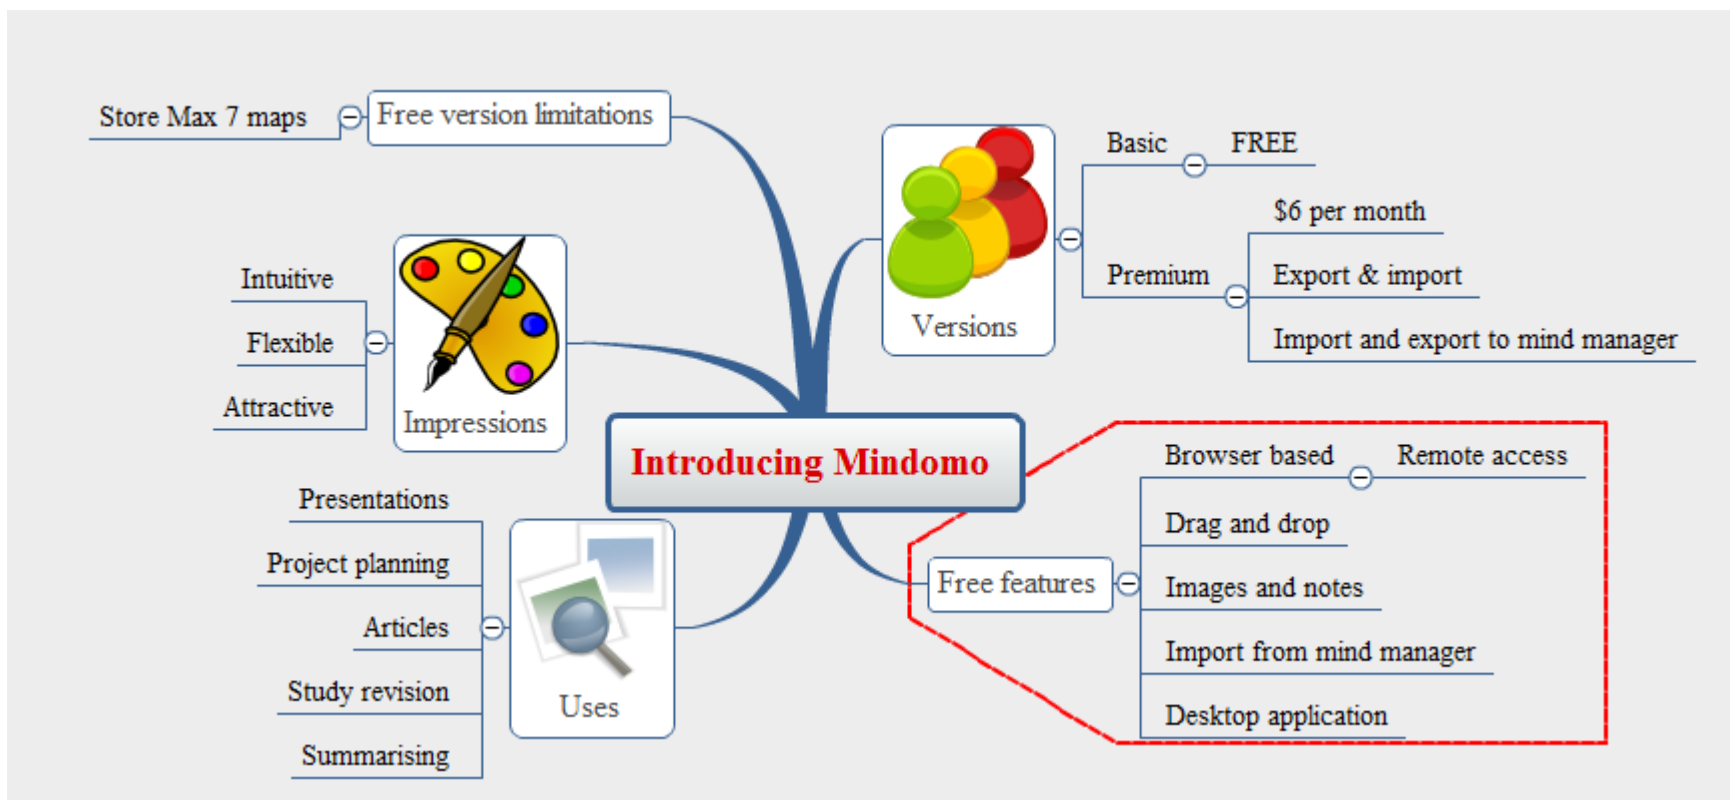 Introducing Mindomo
Free version limitations
Store Max 7 maps
Impressions
Intuitive
Flexible
Attractive
Uses
Presentations
Project planning
Articles
Study revision
Summarising
Versions
Basic
FREE
Premium
$6 per month
Export & import
Import and export to mind manager
Free features
Browser based
Remote access
Drag and drop
Images and notes
Import from mind manager
Desktop application